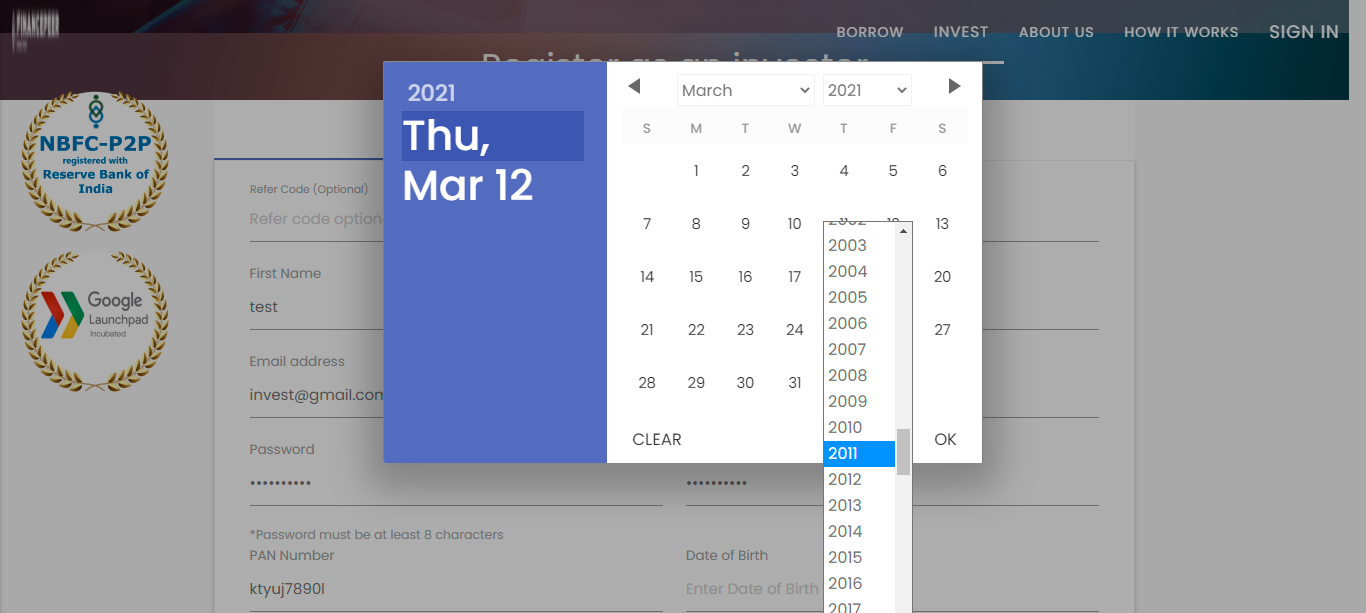 FINANCEPEER
BORROW INVEST ABOUT US HOW IT WORKS SIGN IN
Register as an investor
NBFC-P2P
registered with
Reserve Bank of
India
Google
Launchpad
Incubated
2021
Thu,
Mar 12
March 2021
S M T W T F S
1 2 3 4 5 6
7 8 9 10 13
14 15 16 17 20
21 22 23 24 27
28 29 30 31
CLEAR OK
2003
2004
2005
2006
2007
2008
2009
2010
2011
2012
2013
2014
2015
2016
2017
Refer Code (Optional)
Refer code option
First Name
test
Email address
invest@gmail.com
Password
•••••••••• ••••••••••
*Password must be at least 8 characters
PAN Number Date of Birth
ktyuj7890l Enter Date of Birth